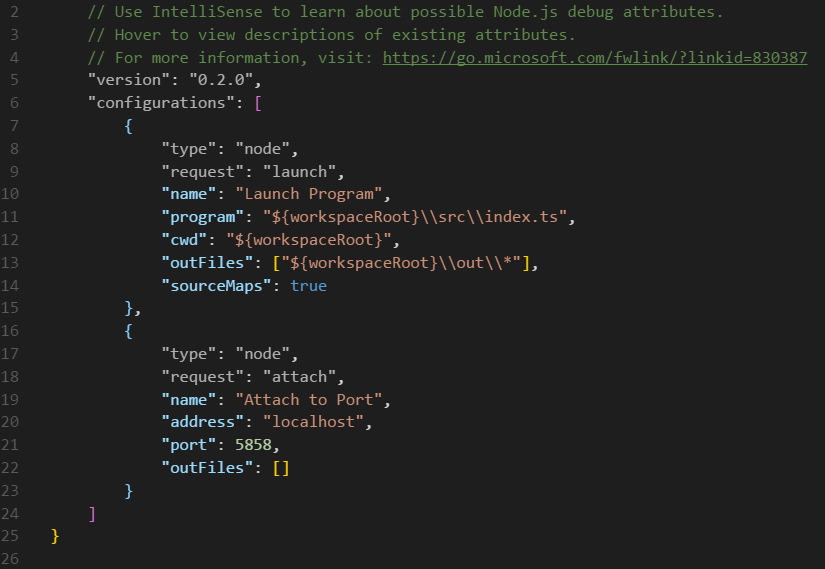 2 // Use IntelliSense to learn about possible Node.js debug attributes.
3 // Hover to view descriptions of existing attributes.
4 // For more information, visit: https://go.microsoft.com/fwlink/?linkid=830387
5 "version": "0.2.0",
6 "configurations": [
7 {
8 "type": "node",
9 "request": "launch",
10 "name": "Launch Program",
11 "program": "${workspaceRoot}\\src\\index.ts",
12 "cwd": "${workspaceRoot}",
13 "outFiles": ["${workspaceRoot}\\out\\*"],
14 "sourceMaps": true
15 },
16 {
17 "type": "node",
18 "request": "attach",
19 "name": "Attach to Port",
20 "address": "localhost",
21 "port": 5858,
22 "outFiles": []
23 }
24 ]
25 }
26